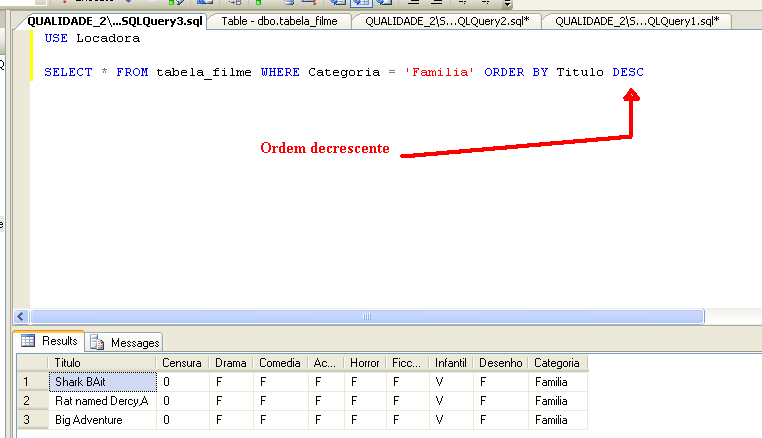 QUALIDADE_2\...SQLQuery3.sql Table - dbo.tabela_filme QUALIDADE_2\S...QLQuery2.sql* QUALIDADE_2\S...QLQuery1.sql*
USE Locadora
SELECT * FROM tabela_filme WHERE Categoria = 'Familia' ORDER BY Titulo DESC
Ordem decrescente
Results Messages
Titulo Censura Drama Comedia Ac... Horror Ficc... Infantil Desenho Categoria
1 Shark BAit 0 F F F F F V F Familia
2 Rat named Dercy,A 0 F F F F F V F Familia
3 Big Adventure 0 F F F F F V F Familia